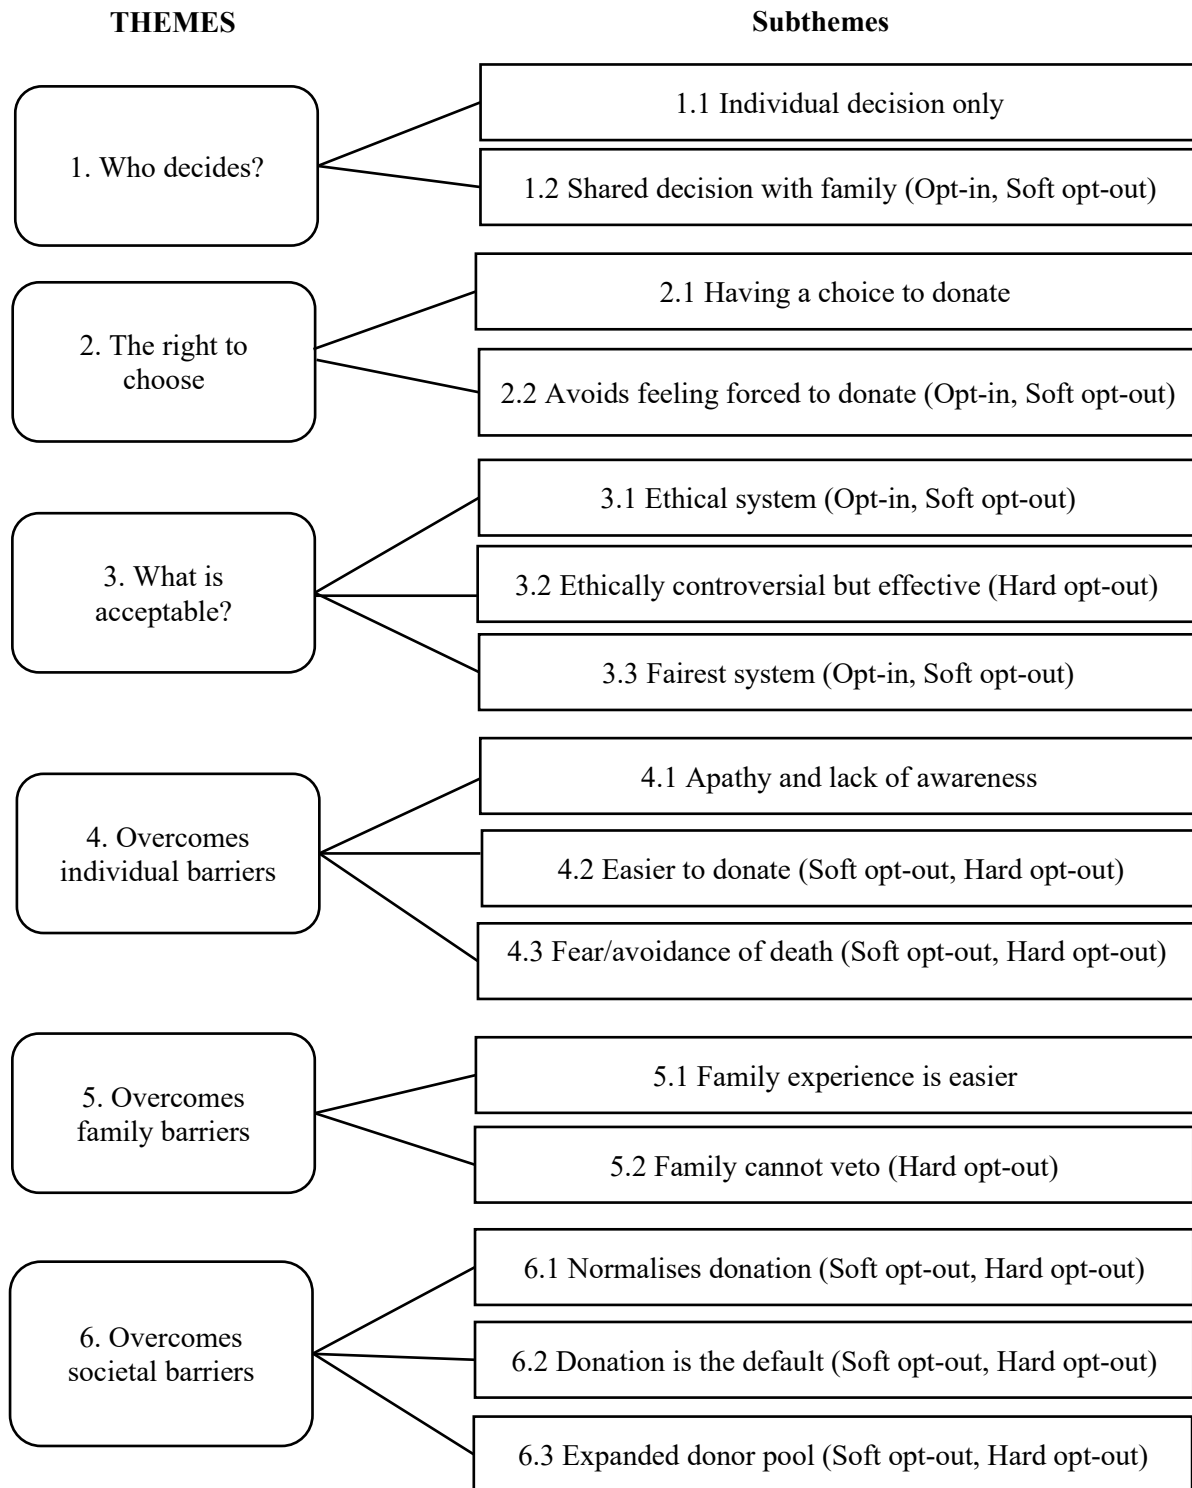 THEMES
Subthemes
1. Who decides?
1.1 Individual decision only
1.2 Shared decision with family (Opt-in, Soft opt-out)
2. The right to
choose
2.1 Having a choice to donate
2.2 Avoids feeling forced to donate (Opt-in, Soft opt-out)
3. What is
acceptable?
3.1 Ethical system (Opt-in, Soft opt-out)
3.2 Ethically controversial but effective (Hard opt-out)
3.3 Fairest system (Opt-in, Soft opt-out)
4. Overcomes
individual barriers
4.1 Apathy and lack of awareness
4.2 Easier to donate (Soft opt-out, Hard opt-out)
4.3 Fear/avoidance of death (Soft opt-out, Hard opt-out)
5. Overcomes
family barriers
5.1 Family experience is easier
5.2 Family cannot veto (Hard opt-out)
6. Overcomes
societal barriers
6.1 Normalises donation (Soft opt-out, Hard opt-out)
6.2 Donation is the default (Soft opt-out, Hard opt-out)
6.3 Expanded donor pool (Soft opt-out, Hard opt-out)